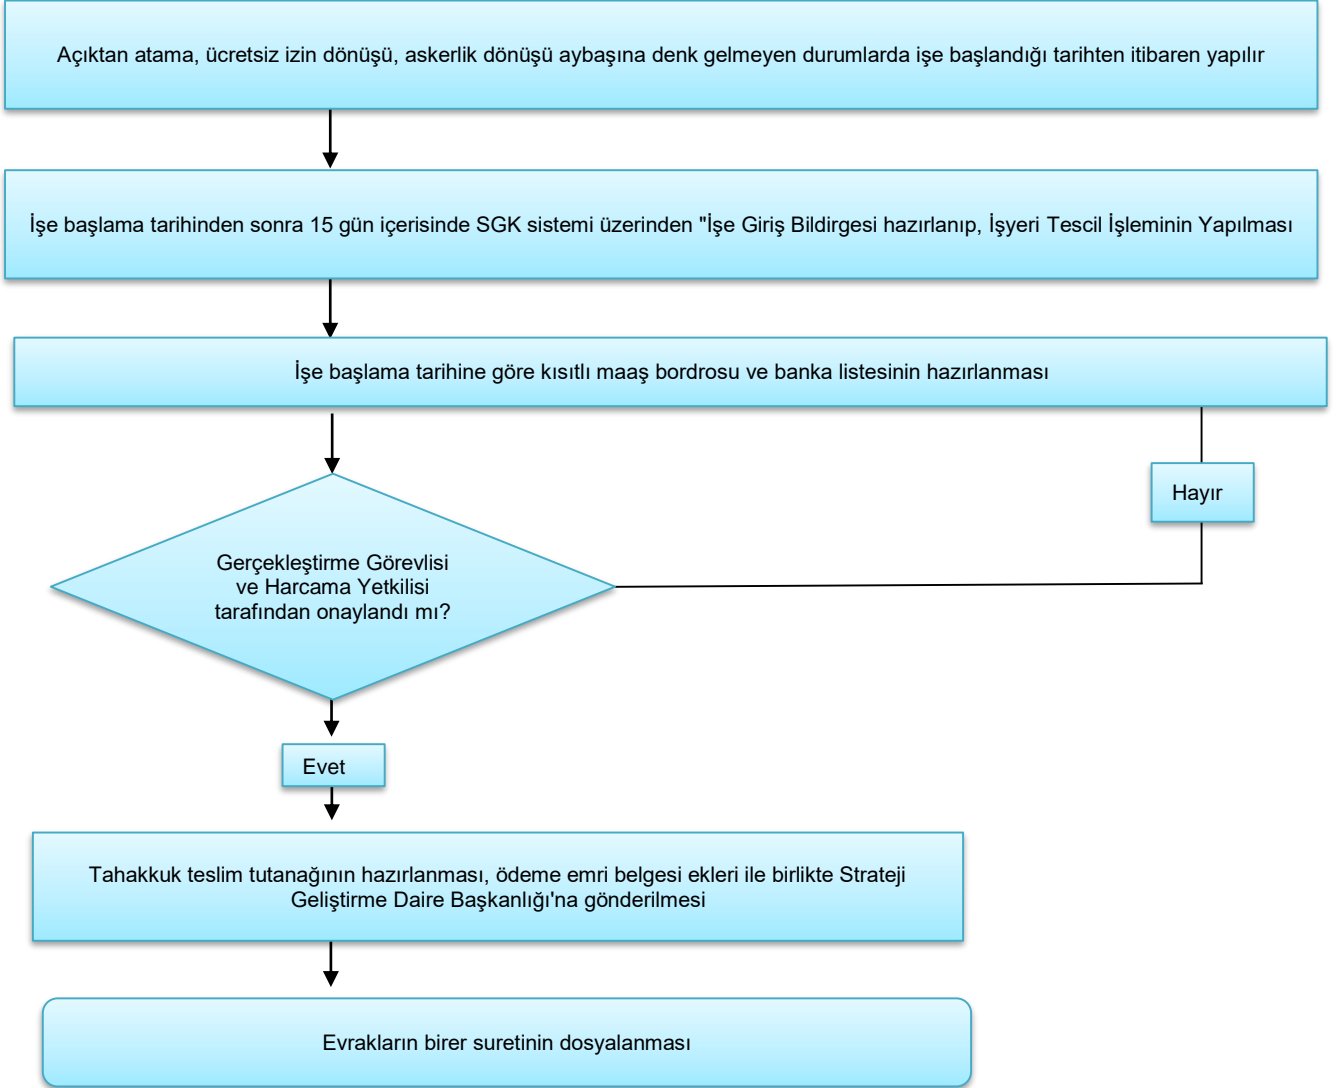 Açıktan atama, ücretsiz izin dönüşü, askerlik dönüşü aybaşına denk gelmeyen durumlarda işe başlandığı tarihten itibaren yapılır
İşe başlama tarihinden sonra 15 gün içerisinde SGK sistemi üzerinden "İşe Giriş Bildirgesi hazırlanıp, İşyeri Tescil İşleminin Yapılması
İşe başlama tarihine göre kısıtlı maaş bordrosu ve banka listesinin hazırlanması
Hayır
Gerçekleştirme Görevlisi
ve Harcama Yetkilisi
tarafından onaylandı mı?
Evet
Tahakkuk teslim tutanağının hazırlanması, ödeme emri belgesi ekleri ile birlikte Strateji
Geliştirme Daire Başkanlığı'na gönderilmesi
Evrakların birer suretinin dosyalanması